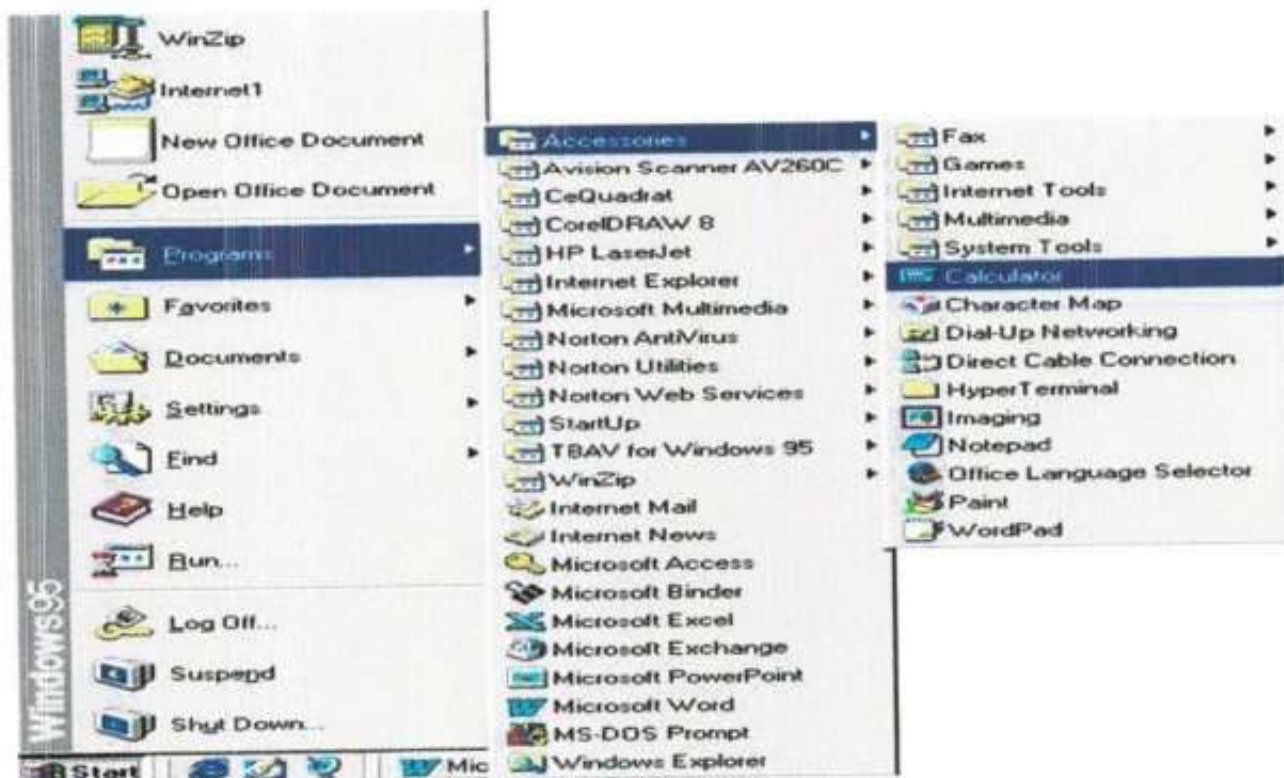 WinZip
Internet1
New Office Document
Open Office Document
Programs
Favorites
Documents
Settings
Find
Help
Run...
Log Off...
Suspend
Shut Down...
Windows95
Start
Mic
Accessories
Avision Scanner AV260C
CeQuadrat
CorelDRAW 8
HP LaserJet
Internet Explorer
Microsoft Multimedia
Norton AntiVirus
Norton Utilities
Norton Web Services
StartUp
TBAV for Windows 95
WinZip
Internet Mail
Internet News
Microsoft Access
Microsoft Binder
Microsoft Excel
Microsoft Exchange
Microsoft PowerPoint
Microsoft Word
MS-DOS Prompt
Windows Explorer
Fax
Games
Internet Tools
Multimedia
System Tools
Calculator
Character Map
Dial-Up Networking
Direct Cable Connection
HyperTerminal
Imaging
Notepad
Office Language Selector
Paint
WordPad